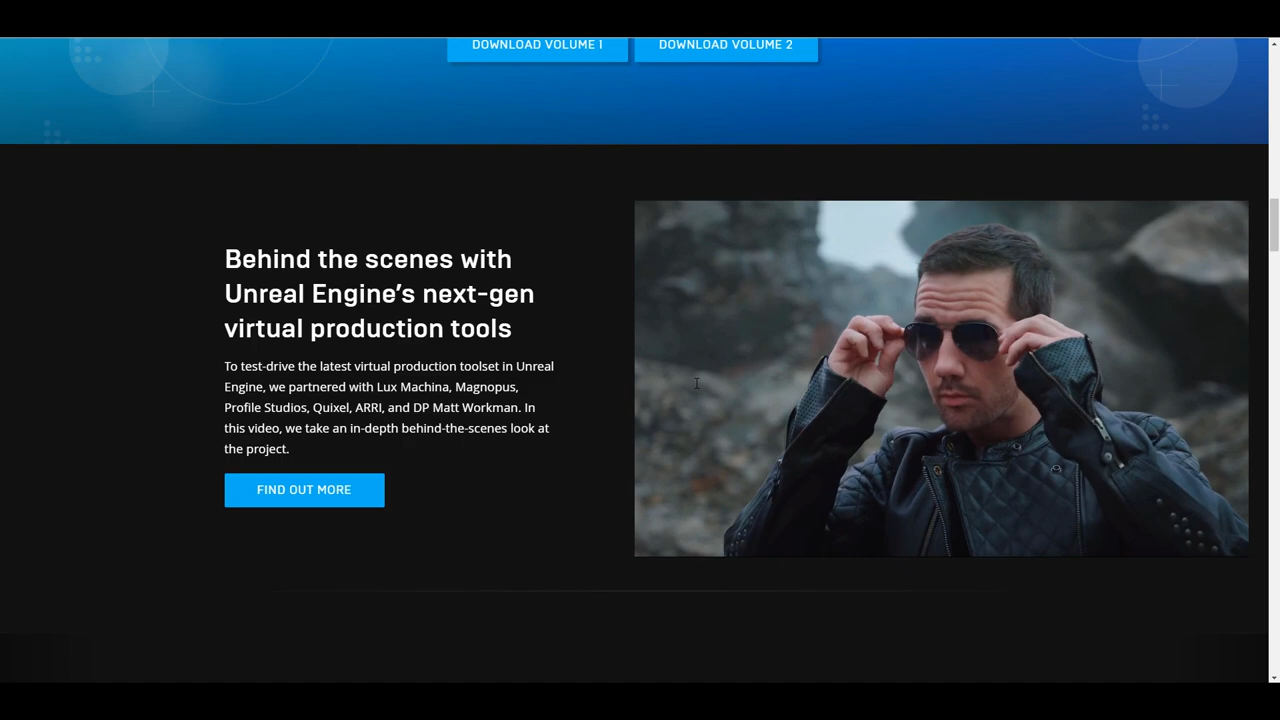 DOWNLOAD VOLUME 1
DOWNLOAD VOLUME 2
Behind the scenes with
Unreal Engine’s next-gen
virtual production tools
To test-drive the latest virtual production toolset in Unreal
Engine, we partnered with Lux Machina, Magnopus,
Profile Studios, Quixel, ARRI, and DP Matt Workman. In
this video, we take an in-depth behind-the-scenes look at
the project.
FIND OUT MORE